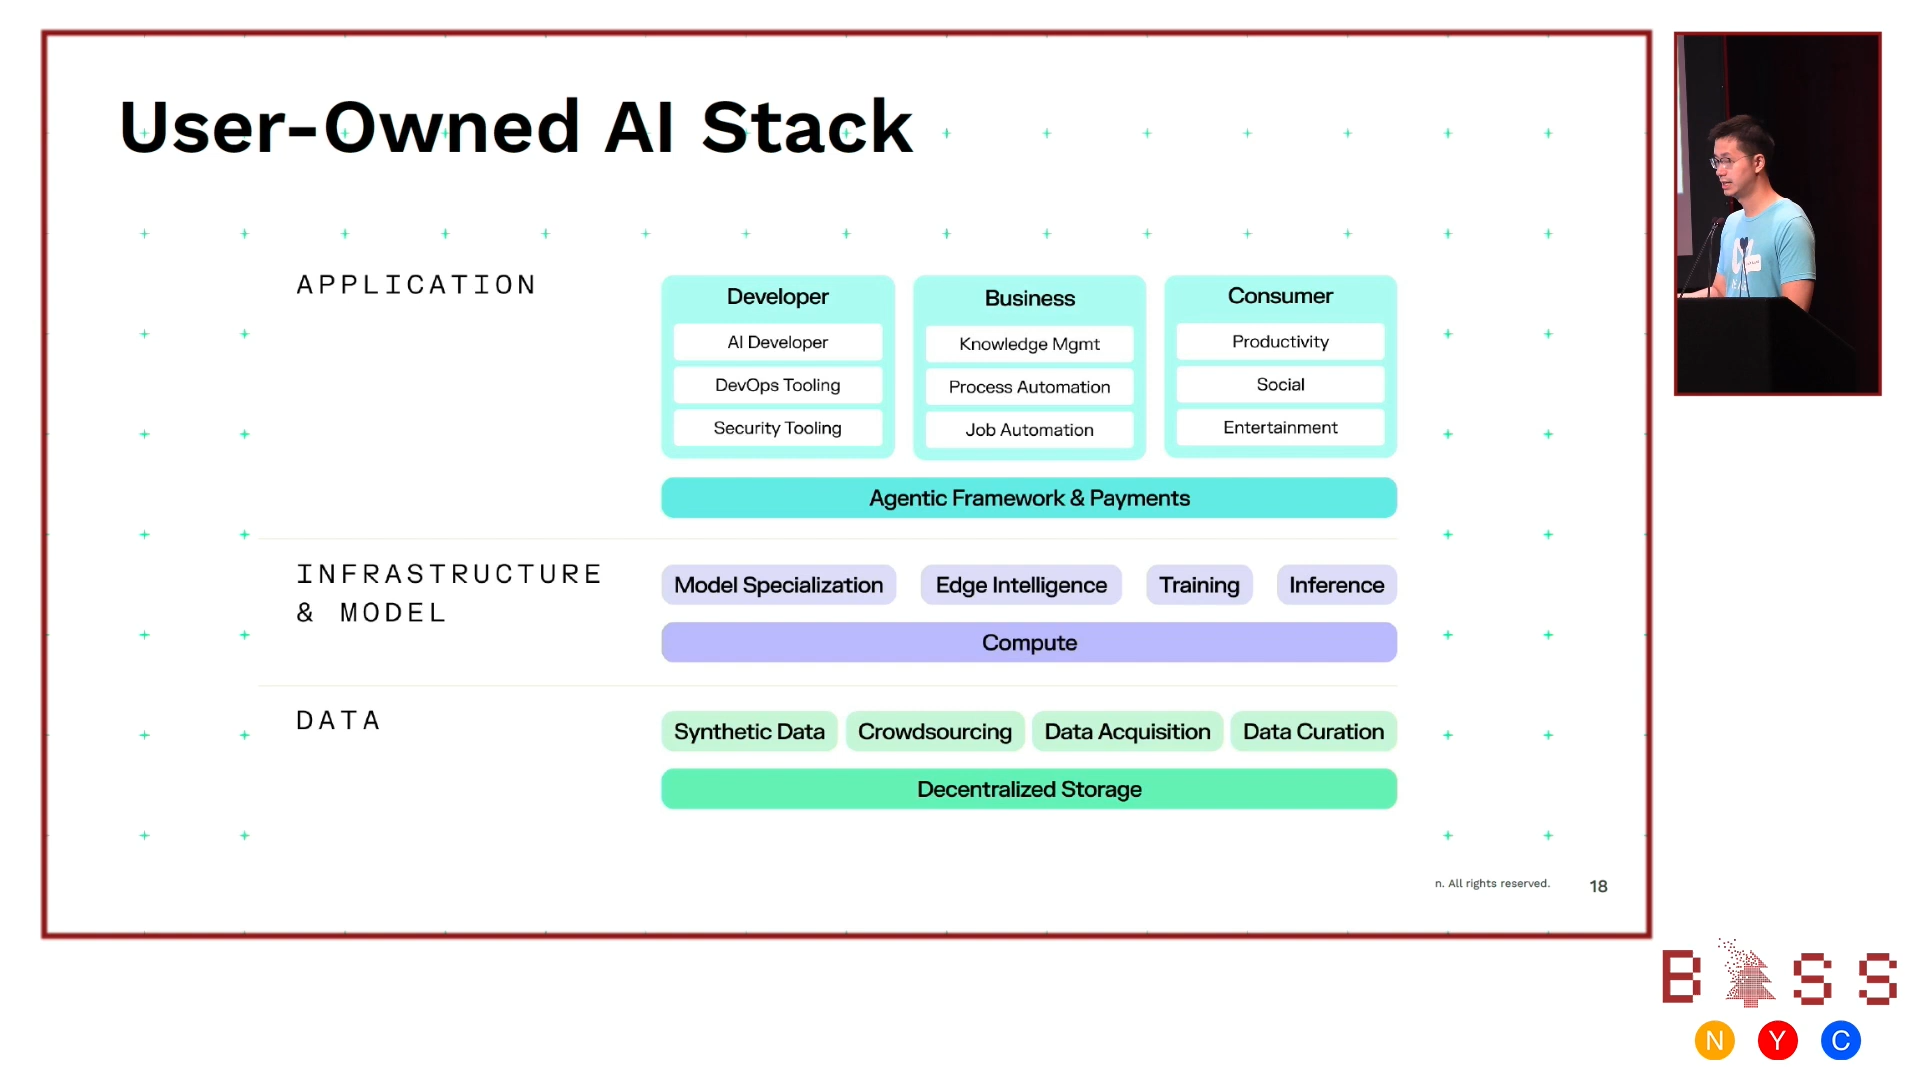 User-Owned AI Stack
APPLICATION
Developer
AI Developer
DevOps Tooling
Security Tooling
Business
Knowledge Mgmt
Process Automation
Job Automation
Consumer
Productivity
Social
Entertainment
Agentic Framework & Payments
INFRASTRUCTURE
& MODEL
Model Specialization
Edge Intelligence
Training
Inference
Compute
DATA
Synthetic Data
Crowdsourcing
Data Acquisition
Data Curation
Decentralized Storage
n. All rights reserved.
18
B SS
N Y C